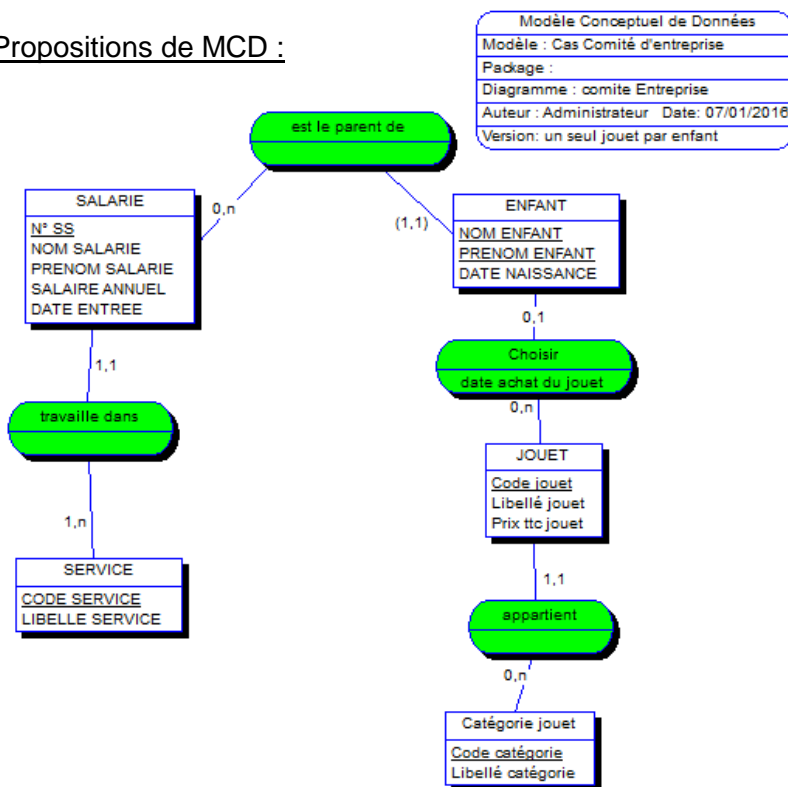 Propositions de MCD :
Modèle Conceptuel de Données
Modèle : Cas Comité d'entreprise
Package :
Diagramme : comite Entreprise
Auteur : Administrateur Date: 07/01/2016
Version: un seul jouet par enfant
est le parent de
0,n
(1,1)
SALARIE
N° SS
NOM SALARIE
PRENOM SALARIE
SALAIRE ANNUEL
DATE ENTREE
ENFANT
NOM ENFANT
PRENOM ENFANT
DATE NAISSANCE
1,1
travaille dans
1,n
SERVICE
CODE SERVICE
LIBELLE SERVICE
0,1
Choisir
date achat du jouet
0,n
JOUET
Code jouet
Libellé jouet
Prix ttc jouet
1,1
appartient
0,n
Catégorie jouet
Code catégorie
Libellé catégorie